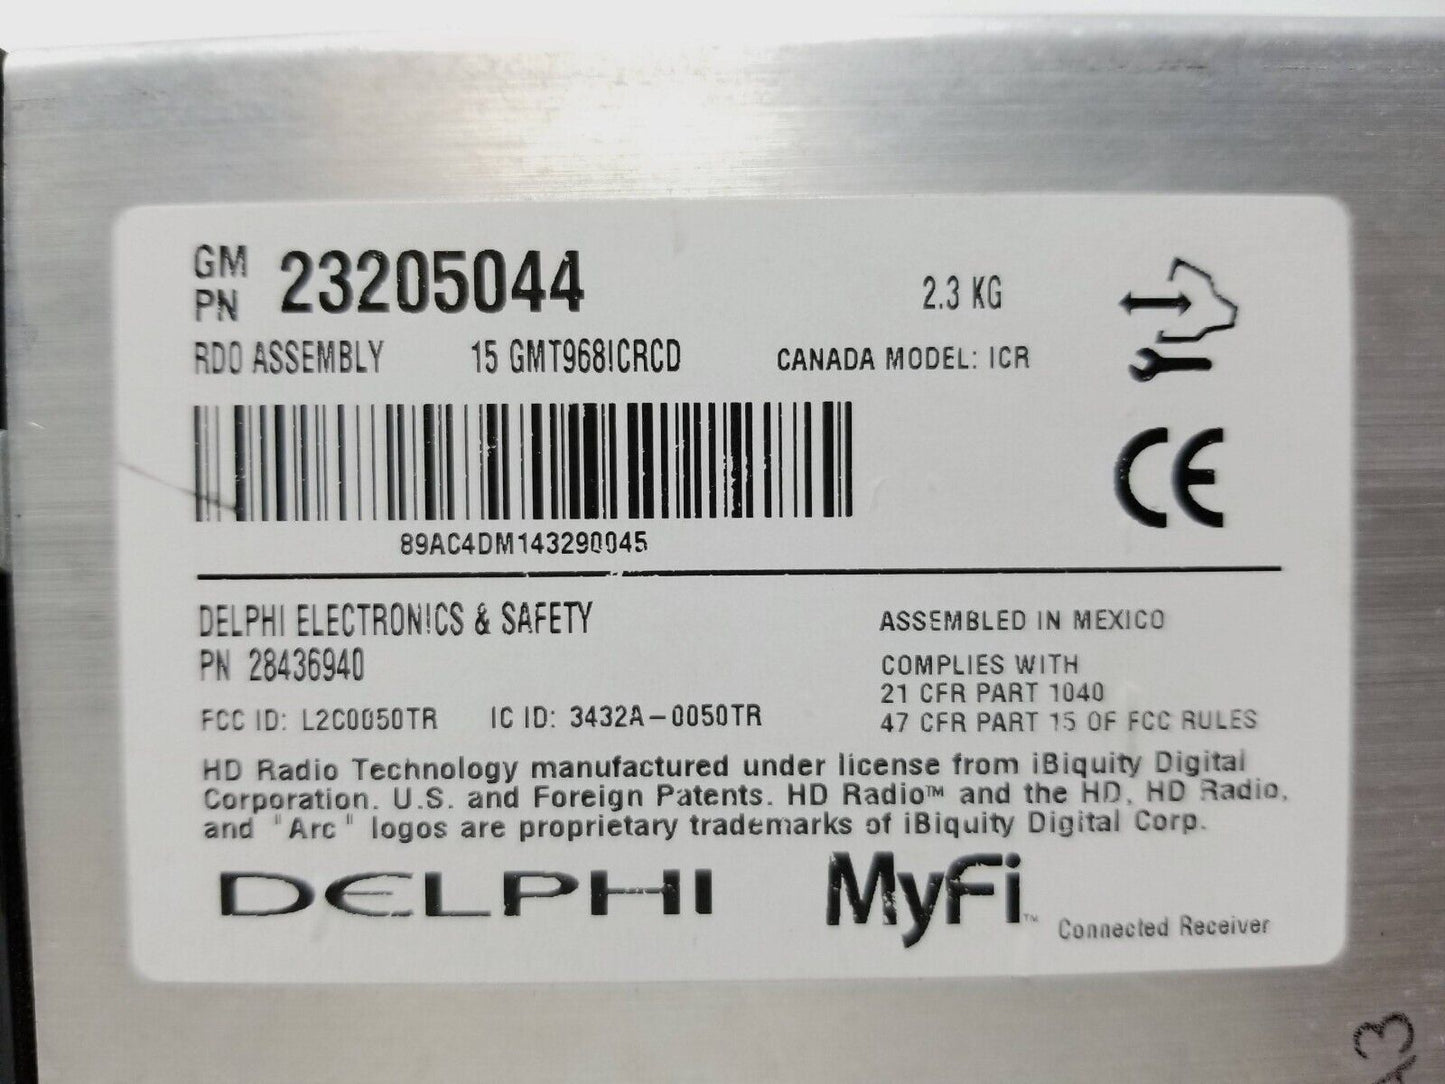 GM PN 23205044
2.3 KG
RDO ASSEMBLY 15 GMT968ICRCD CANADA MODEL: ICR
CE
89AC4DM143290045
DELPHI ELECTRONICS & SAFETY
PN 28436940
FCC ID: L2C0050TR IC ID: 3432A-0050TR
ASSEMBLED IN MEXICO
COMPLIES WITH
21 CFR PART 1040
47 CFR PART 15 OF FCC RULES
HD Radio Technology manufactured under license from iBiquity Digital
Corporation. U.S. and Foreign Patents. HD Radio™ and the HD, HD Radio,
and "Arc" logos are proprietary trademarks of iBiquity Digital Corp.
DELPHI MyFi™ Connected Receiver